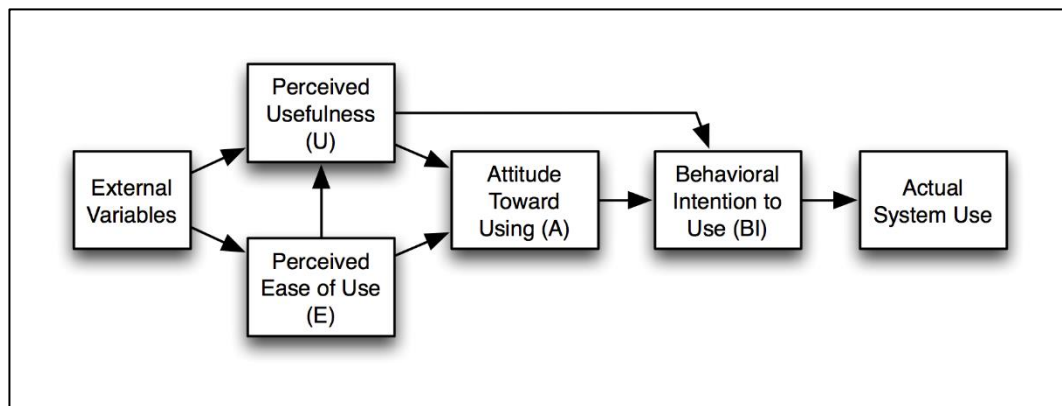 Perceived
Usefulness
(U)
External
Variables
Perceived
Ease of Use
(E)
Attitude
Toward
Using (A)
Behavioral
Intention to
Use (BI)
Actual
System Use